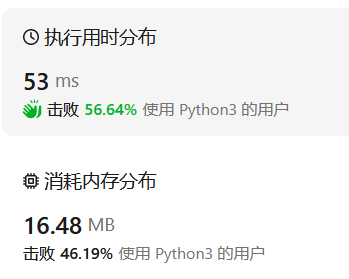 执行用时分布
53 ms
击败 56.64% 使用 Python3 的用户
消耗内存分布
16.48 MB
击败 46.19% 使用 Python3 的用户